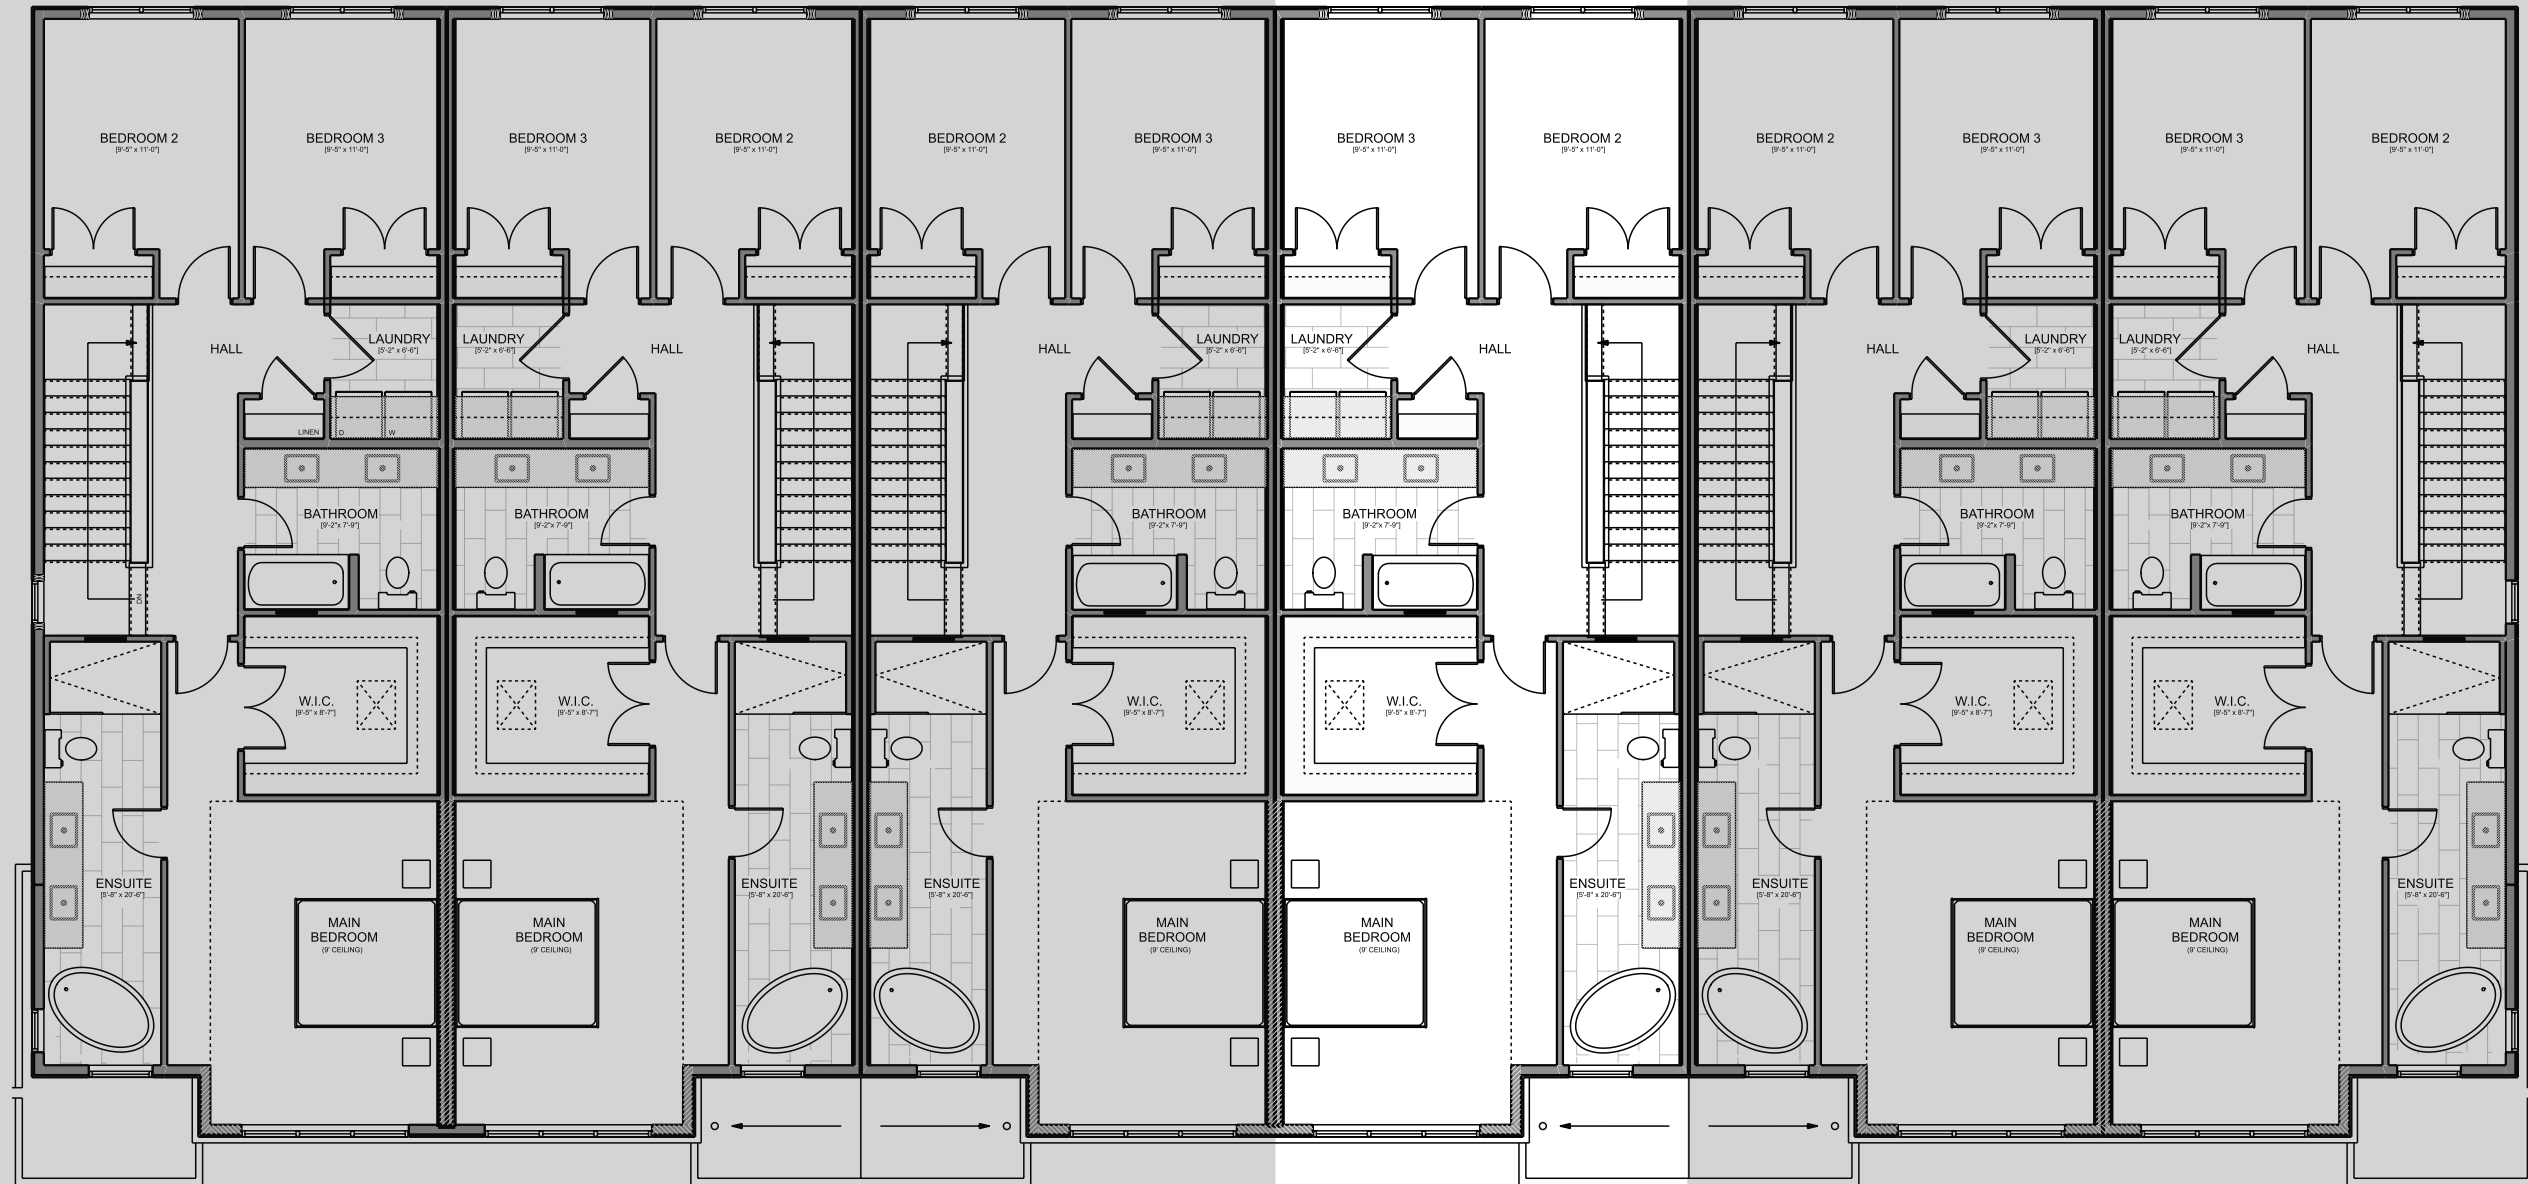 BEDROOM 2
[9'-5" x 11'-0"]
BEDROOM 3
[9'-5" x 11'-0"]
BEDROOM 3
[9'-5" x 11'-0"]
BEDROOM 2
[9'-5" x 11'-0"]
BEDROOM 2
[9'-5" x 11'-0"]
BEDROOM 3
[9'-5" x 11'-0"]
BEDROOM 3
[9'-5" x 11'-0"]
BEDROOM 2
[9'-5" x 11'-0"]
BEDROOM 2
[9'-5" x 11'-0"]
BEDROOM 3
[9'-5" x 11'-0"]
BEDROOM 3
[9'-5" x 11'-0"]
BEDROOM 2
[9'-5" x 11'-0"]
HALL
LAUNDRY
[5'-2" x 6'-6"]
LAUNDRY
[5'-2" x 6'-6"]
HALL
HALL
LAUNDRY
[5'-2" x 6'-6"]
LAUNDRY
[5'-2" x 6'-6"]
HALL
HALL
LAUNDRY
[5'-2" x 6'-6"]
LAUNDRY
[5'-2" x 6'-6"]
HALL
LINEN
D
W
BATHROOM
[9'-2"x 7'-9"]
BATHROOM
[9'-2"x 7'-9"]
BATHROOM
[9'-2"x 7'-9"]
BATHROOM
[9'-2"x 7'-9"]
BATHROOM
[9'-2"x 7'-9"]
BATHROOM
[9'-2"x 7'-9"]
DN
W.I.C.
[9'-5" x 8'-7"]
W.I.C.
[9'-5" x 8'-7"]
W.I.C.
[9'-5" x 8'-7"]
W.I.C.
[9'-5" x 8'-7"]
W.I.C.
[9'-5" x 8'-7"]
W.I.C.
[9'-5" x 8'-7"]
ENSUITE
[5'-8" x 20'-6"]
ENSUITE
[5'-8" x 20'-6"]
ENSUITE
[5'-8" x 20'-6"]
ENSUITE
[5'-8" x 20'-6"]
ENSUITE
[5'-8" x 20'-6"]
ENSUITE
[5'-8" x 20'-6"]
MAIN
BEDROOM
(9' CEILING)
MAIN
BEDROOM
(9' CEILING)
MAIN
BEDROOM
(9' CEILING)
MAIN
BEDROOM
(9' CEILING)
MAIN
BEDROOM
(9' CEILING)
MAIN
BEDROOM
(9' CEILING)